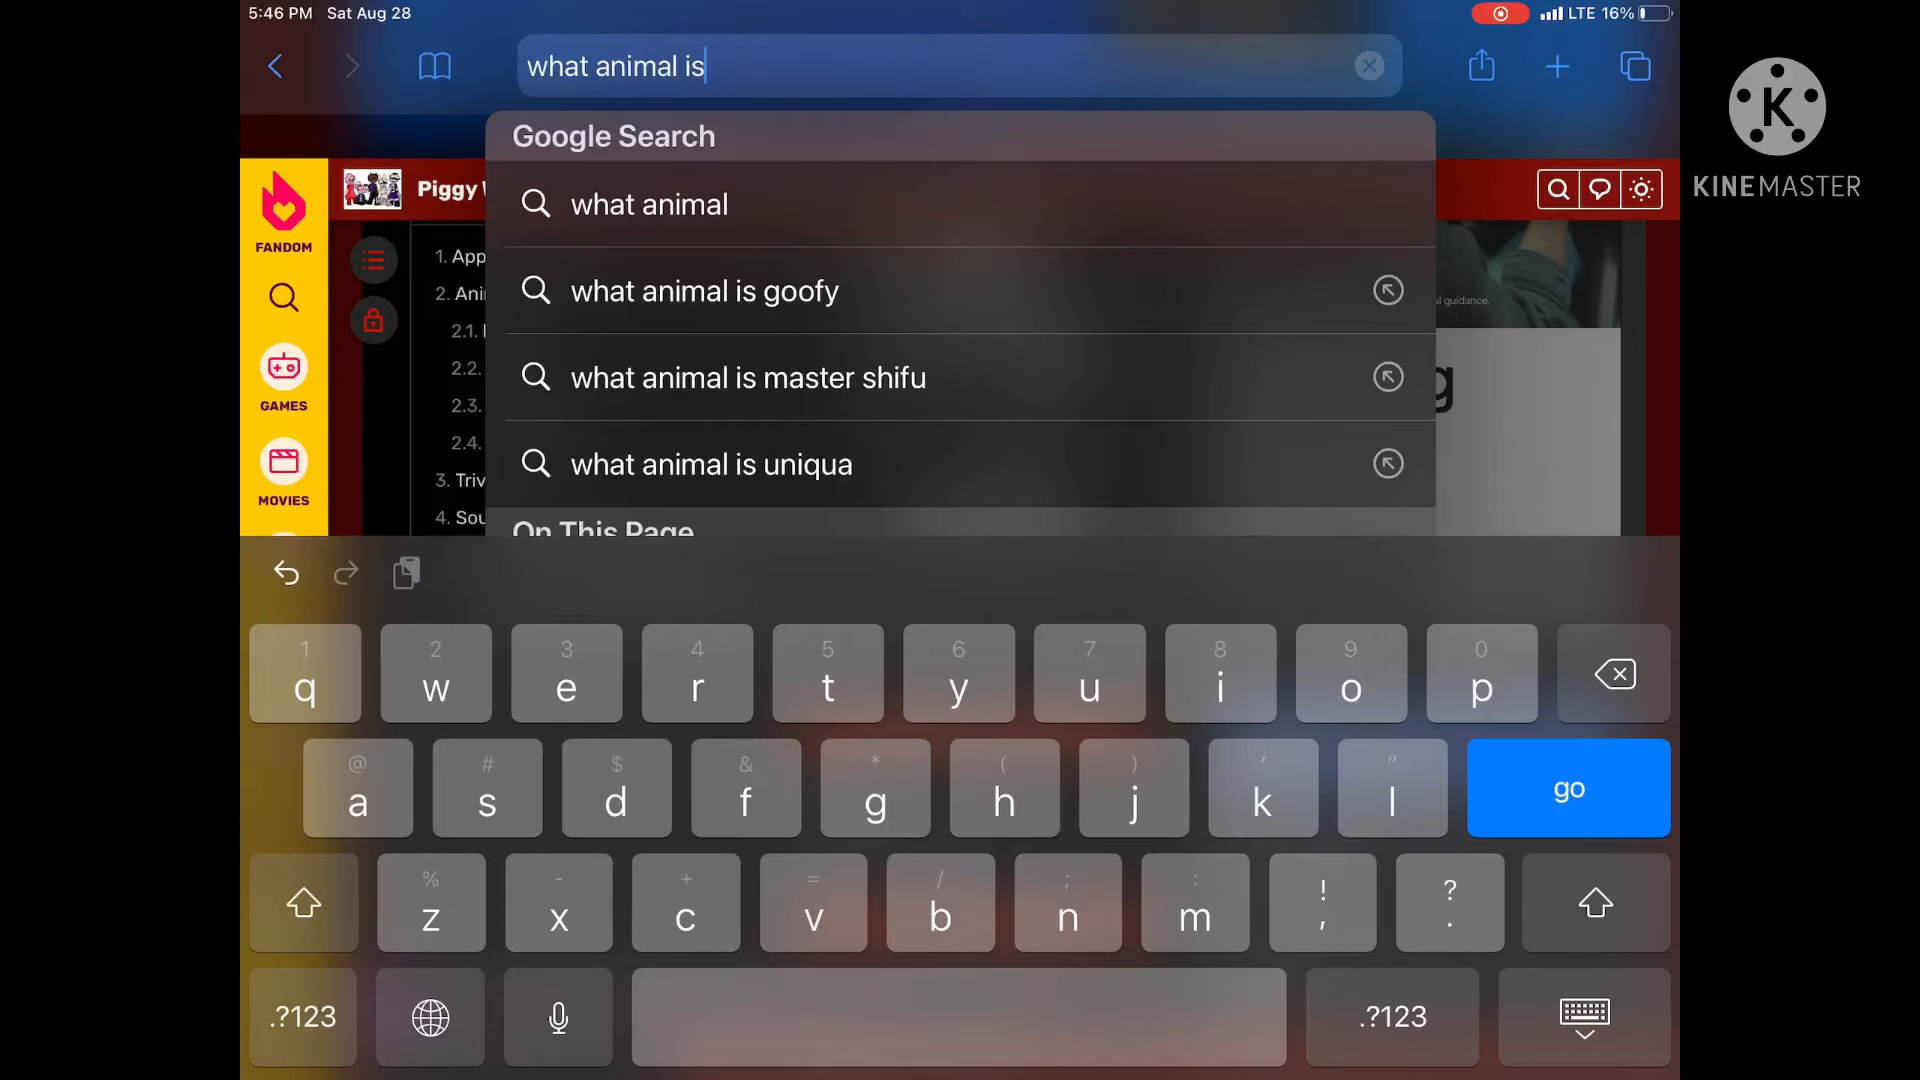 5:46 PM Sat Aug 28
LTE 16%
what animal is
KINEMASTER
K
Google Search
what animal
what animal is goofy
what animal is master shifu
what animal is uniqua
On This Page
FANDOM
GAMES
MOVIES
Piggy
1. App
2. Ani
2.1.
2.2.
2.3.
2.4.
3. Triv
4. Sou
al guidance.
g
1 2 3 4 5 6 7 8 9 0
q w e r t y u i o p
@ # $ & * ( ) ' "
a s d f g h j k l go
% - + = / ; : ! ?
z x c v b n m , .
.?123 .?123